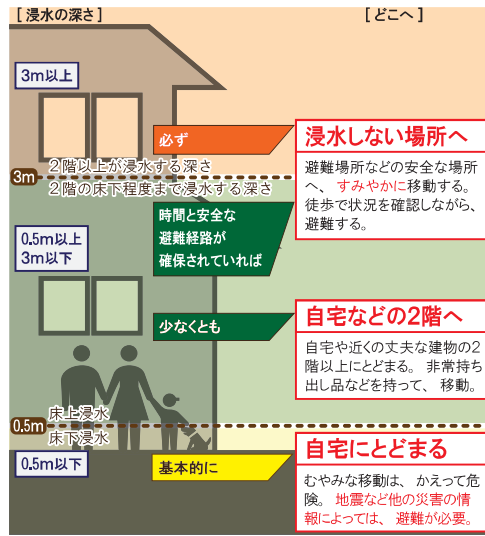 [浸水の深さ]
[どこへ]
3m以上
必ず
浸水しない場所へ
避難場所などの安全な場所
へ、すみやかに移動する。
徒歩で状況を確認しながら、
避難する。
2階以上が浸水する深さ
3m
2階の床下程度まで浸水する深さ
時間と安全な
避難経路が
確保されていれば
0.5m以上
3m以下
少なくとも
自宅などの2階へ
自宅や近くの丈夫な建物の2
階以上にとどまる。非常持ち
出し品などを持って、移動。
床上浸水
0.5m
床下浸水
0.5m以下
基本的に
自宅にとどまる
むやみな移動は、かえって危
険。地震など他の災害の情
報によっては、避難が必要。